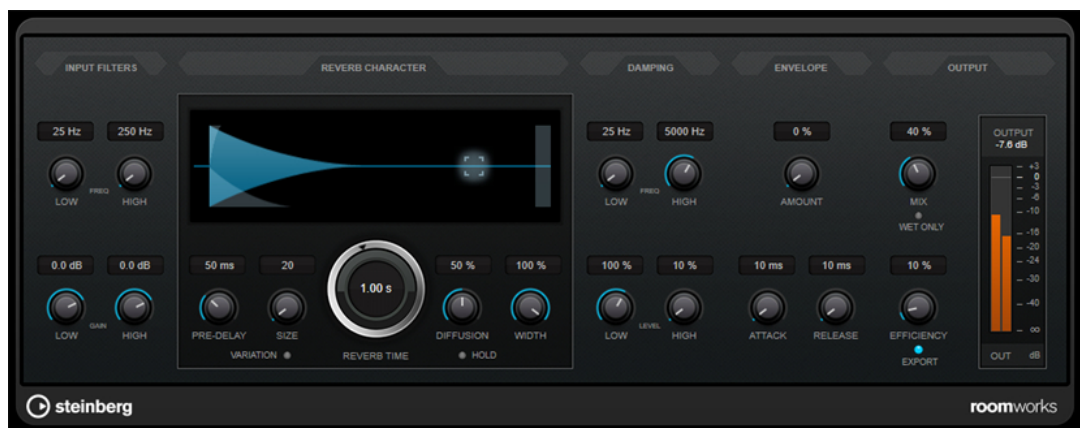 INPUT FILTERS
REVERB CHARACTER
DAMPING
ENVELOPE
OUTPUT
25 Hz 250 Hz
LOW FREQ HIGH
0.0 dB 0.0 dB
LOW GAIN HIGH
50 ms 20
PRE-DELAY SIZE
VARIATION
1.00 s
REVERB TIME
50 % 100 %
DIFFUSION WIDTH
HOLD
25 Hz 5000 Hz
LOW FREQ HIGH
100 % 10 %
LOW LEVEL HIGH
0 %
AMOUNT
10 ms 10 ms
ATTACK RELEASE
40 %
MIX
WET ONLY
10 %
EFFICIENCY
EXPORT
OUTPUT
-7.6 dB
+3
0
-3
-6
-10
-16
-20
-24
-30
-40
∞
OUT dB
steinberg
roomworks